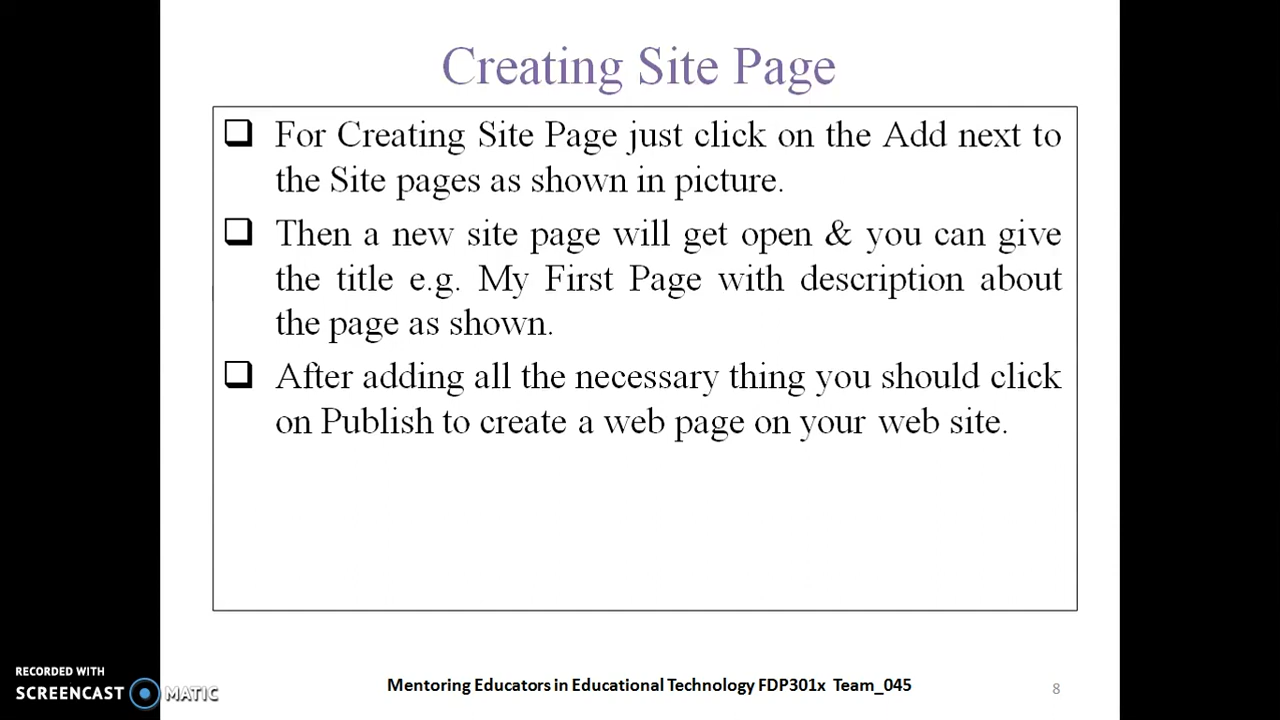 Creating Site Page
For Creating Site Page just click on the Add next to
the Site pages as shown in picture.
Then a new site page will get open & you can give
the title e.g. My First Page with description about
the page as shown.
After adding all the necessary thing you should click
on Publish to create a web page on your web site.
RECORDED WITH
SCREENCAST MATIC
Mentoring Educators in Educational Technology FDP301x Team_045
8